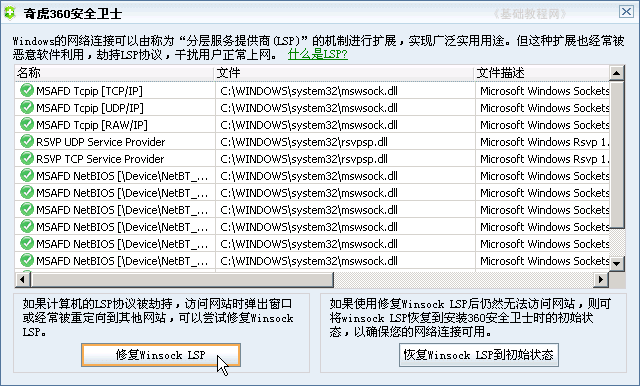 奇虎360安全卫士
《基础教程网》
Windows的网络连接可以由称为“分层服务提供商(LSP)”的机制进行扩展，实现广泛实用用途。但这种扩展也经常被
恶意软件利用，劫持LSP协议，干扰用户正常上网。 什么是LSP?
名称 文件 文件描述
MSAFD Tcpip [TCP/IP] C:\WINDOWS\system32\mswsock.dll Microsoft Windows Sockets
MSAFD Tcpip [UDP/IP] C:\WINDOWS\system32\mswsock.dll Microsoft Windows Sockets
MSAFD Tcpip [RAW/IP] C:\WINDOWS\system32\mswsock.dll Microsoft Windows Sockets
RSVP UDP Service Provider C:\WINDOWS\system32\rsvpsp.dll Microsoft Windows Rsvp 1.
RSVP TCP Service Provider C:\WINDOWS\system32\rsvpsp.dll Microsoft Windows Rsvp 1.
MSAFD NetBIOS [\Device\NetBT_... C:\WINDOWS\system32\mswsock.dll Microsoft Windows Sockets
MSAFD NetBIOS [\Device\NetBT_... C:\WINDOWS\system32\mswsock.dll Microsoft Windows Sockets
MSAFD NetBIOS [\Device\NetBT_... C:\WINDOWS\system32\mswsock.dll Microsoft Windows Sockets
MSAFD NetBIOS [\Device\NetBT_... C:\WINDOWS\system32\mswsock.dll Microsoft Windows Sockets
MSAFD NetBIOS [\Device\NetBT_... C:\WINDOWS\system32\mswsock.dll Microsoft Windows Sockets
MSAFD NetBIOS [\Device\NetBT_... C:\WINDOWS\system32\mswsock.dll Microsoft Windows Sockets
如果计算机的LSP协议被劫持，访问网站时弹出窗口
或经常被重定向到其他网站，可以尝试修复Winsock
LSP。
修复Winsock LSP
如果使用修复Winsock LSP后仍然无法访问网站，则可
将winsock LSP恢复到安装360安全卫士时的初始状
态，以确保您的网络连接可用。
恢复Winsock LSP到初始状态